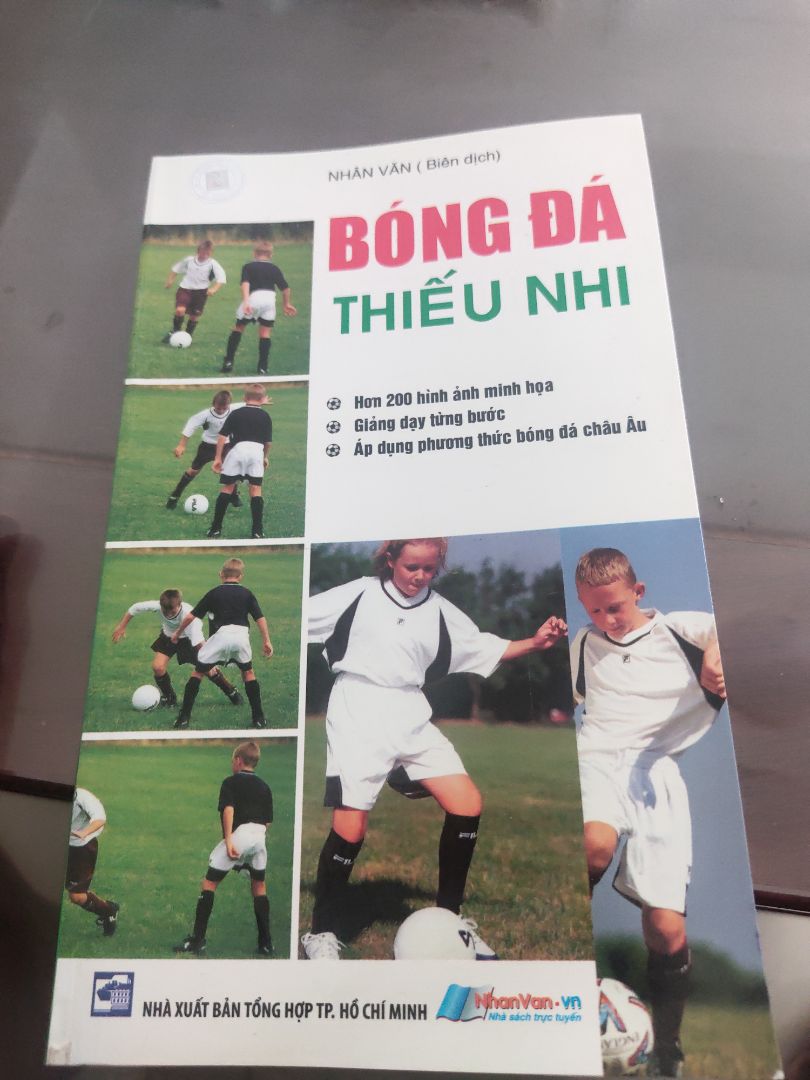 NHÂN VĂN ( Biên dịch)
BÓNG ĐÁ
THIẾU NHI
Hơn 200 hình ảnh minh họa
Giảng dạy từng bước
Áp dụng phương thức bóng đá châu Âu
NHÀ XUẤT BẢN TỔNG HỢP TP. HỒ CHÍ MINH
NhanVan.vn
Nhà sách trực tuyến